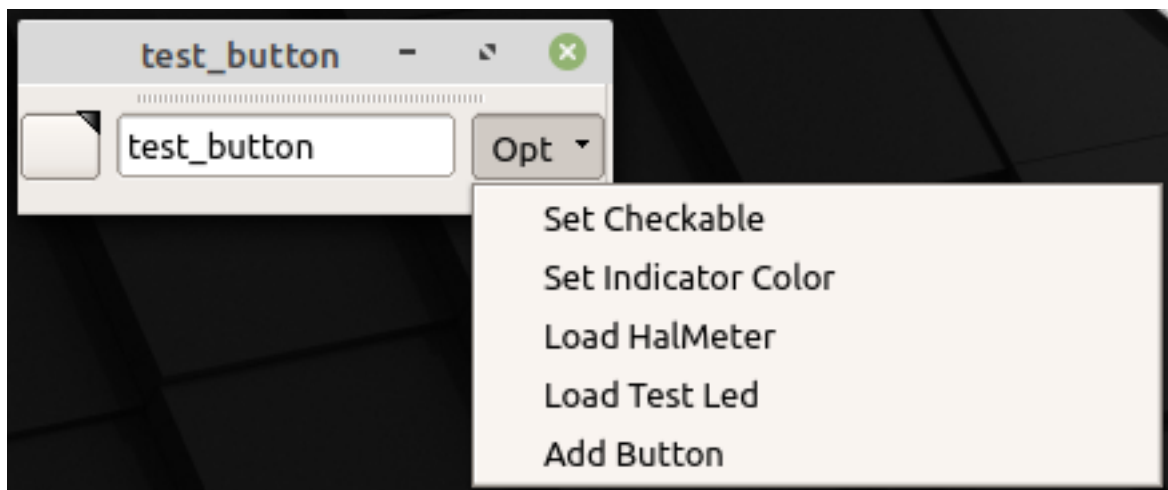 test_button
test_button
Opt
Set Checkable
Set Indicator Color
Load HalMeter
Load Test Led
Add Button